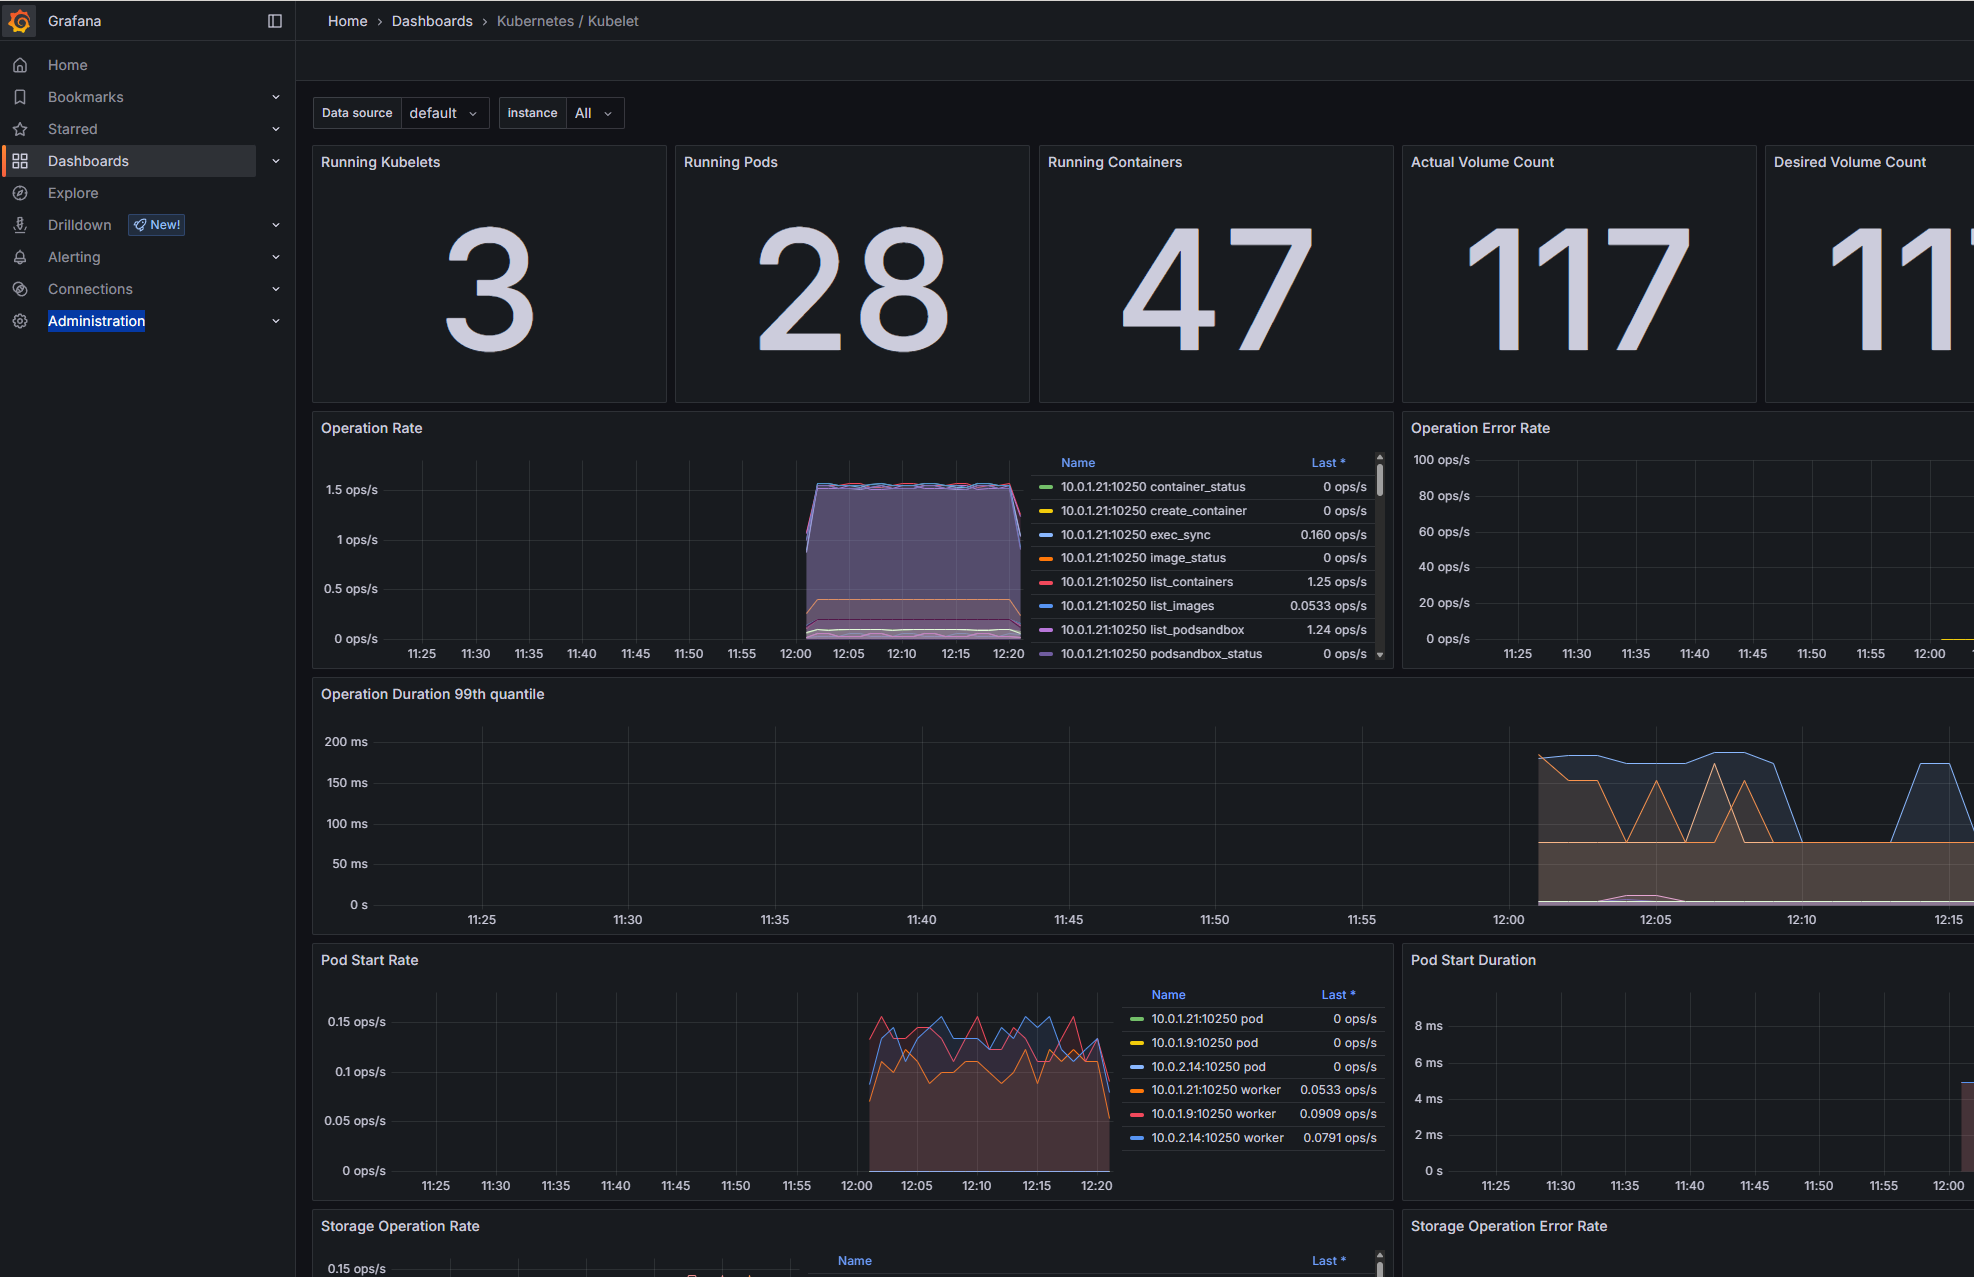 Grafana
Home › Dashboards › Kubernetes / Kubelet
Home
Bookmarks
Starred
Dashboards
Explore
Drilldown New!
Alerting
Connections
Administration
Data source default instance All
Running Kubelets
3
Running Pods
28
Running Containers
47
Actual Volume Count
117
Desired Volume Count
11
Operation Rate
1.5 ops/s
1 ops/s
0.5 ops/s
0 ops/s
11:25 11:30 11:35 11:40 11:45 11:50 11:55 12:00 12:05 12:10 12:15 12:20
Name Last *
10.0.1.21:10250 container_status 0 ops/s
10.0.1.21:10250 create_container 0 ops/s
10.0.1.21:10250 exec_sync 0.160 ops/s
10.0.1.21:10250 image_status 0 ops/s
10.0.1.21:10250 list_containers 1.25 ops/s
10.0.1.21:10250 list_images 0.0533 ops/s
10.0.1.21:10250 list_podsandbox 1.24 ops/s
10.0.1.21:10250 podsandbox_status 0 ops/s
Operation Error Rate
100 ops/s
80 ops/s
60 ops/s
40 ops/s
20 ops/s
0 ops/s
11:25 11:30 11:35 11:40 11:45 11:50 11:55 12:00
Operation Duration 99th quantile
200 ms
150 ms
100 ms
50 ms
0 s
11:25 11:30 11:35 11:40 11:45 11:50 11:55 12:00 12:05 12:10 12:15
Pod Start Rate
0.15 ops/s
0.1 ops/s
0.05 ops/s
0 ops/s
11:25 11:30 11:35 11:40 11:45 11:50 11:55 12:00 12:05 12:10 12:15 12:20
Name Last *
10.0.1.21:10250 pod 0 ops/s
10.0.1.9:10250 pod 0 ops/s
10.0.2.14:10250 pod 0 ops/s
10.0.1.21:10250 worker 0.0533 ops/s
10.0.1.9:10250 worker 0.0909 ops/s
10.0.2.14:10250 worker 0.0791 ops/s
Pod Start Duration
8 ms
6 ms
4 ms
2 ms
0 s
11:25 11:30 11:35 11:40 11:45 11:50 11:55 12:00
Storage Operation Rate
0.15 ops/s
Name Last *
Storage Operation Error Rate